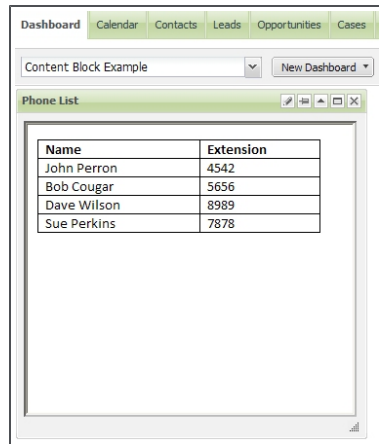 Dashboard Calendar Contacts Leads Opportunities Cases
Content Block Example New Dashboard
Phone List
Name Extension
John Perron 4542
Bob Cougar 5656
Dave Wilson 8989
Sue Perkins 7878